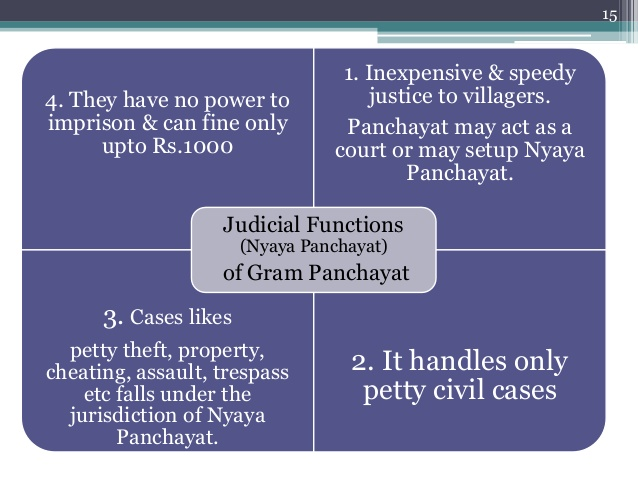 15
4. They have no power to
imprison & can fine only
upto Rs.1000
1. Inexpensive & speedy
justice to villagers.
Panchayat may act as a
court or may setup Nyaya
Panchayat.
Judicial Functions
(Nyaya Panchayat)
of Gram Panchayat
3. Cases likes
petty theft, property,
cheating, assault, trespass
etc falls under the
jurisdiction of Nyaya
Panchayat.
2. It handles only
petty civil cases